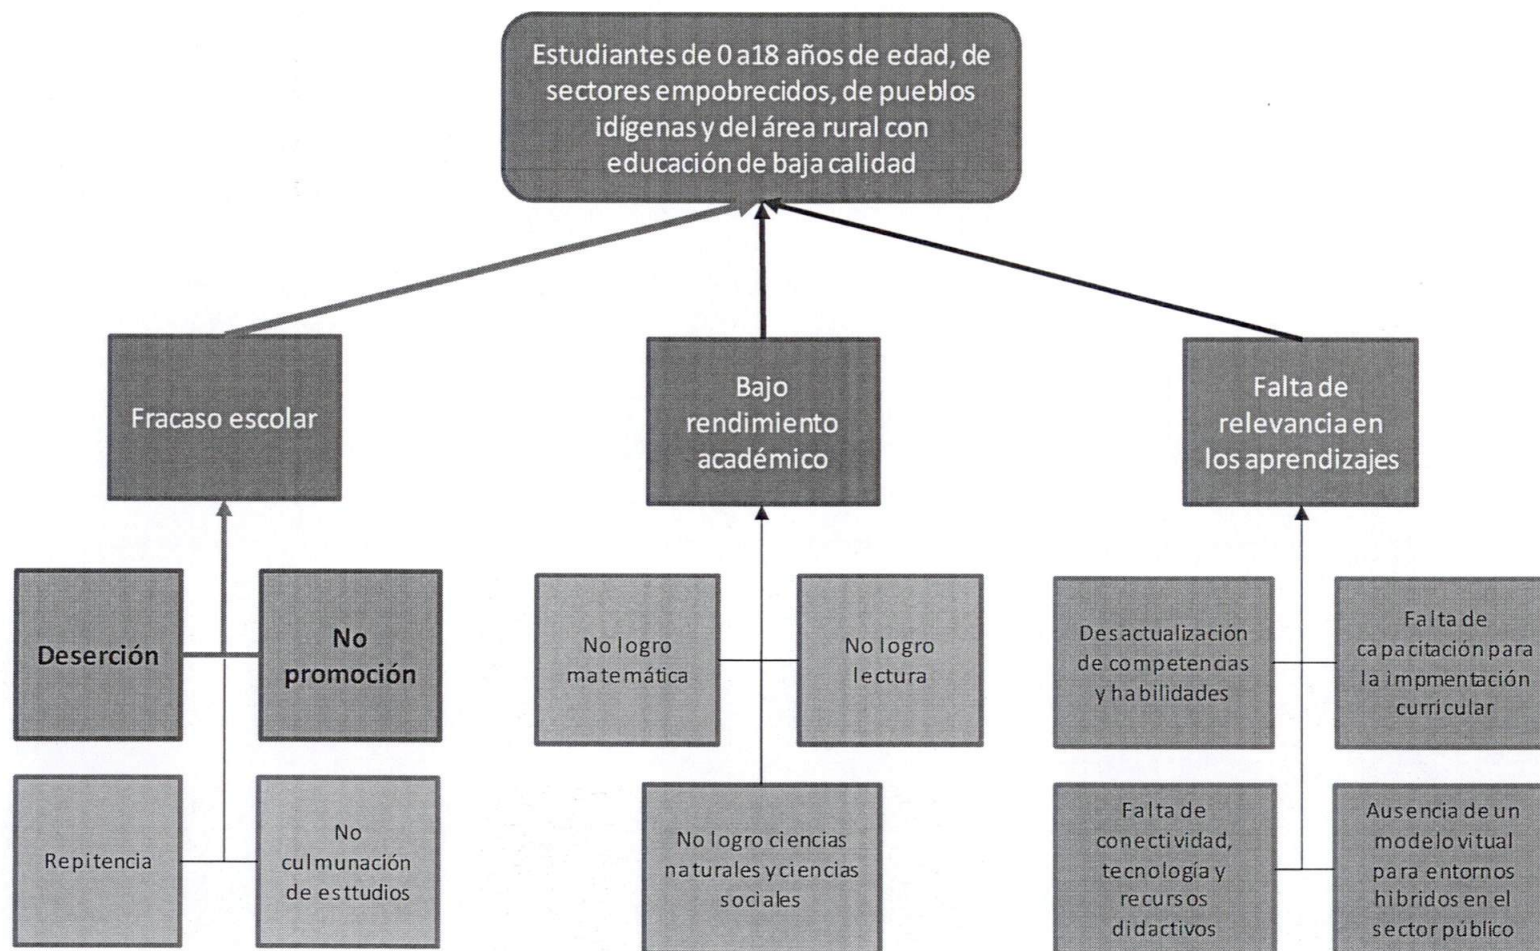 Estudiantes de 0 a18 años de edad, de
sectores empobrecidos, de pueblos
idígenas y del área rural con
educación de baja calidad
Fracaso escolar
Bajo
rendimiento
académico
Falta de
relevancia en
los aprendizajes
Deserción
No
promoción
No logro
matemática
No logro
lectura
Desactualización
de competencias
y habilidades
Falta de
capacitación para
la impmentación
currícular
Repitencia
No
culmunación
de esttudios
No logro ciencias
naturales y ciencias
sociales
Falta de
conectividad,
tecnología y
recursos
didactivos
Ausencia de un
modelo vitual
para entornos
hibridos en el
sector público